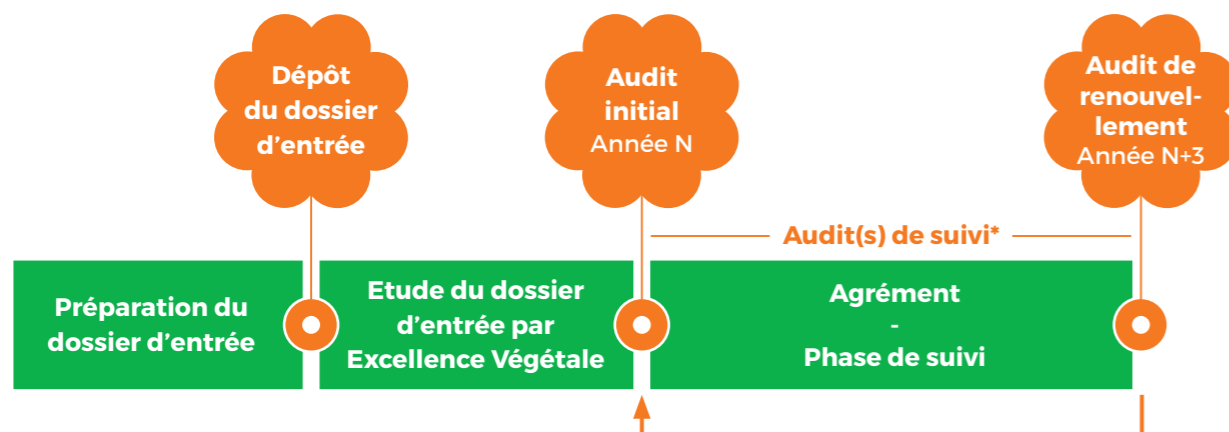 Dépôt
du dossier
d'entrée
Audit
initial
Année N
Audit de
renouvel-
lement
Année N+3
Audit(s) de suivi*
Préparation du
dossier d'entrée
Etude du dossier
d'entrée par
Excellence Végétale
Agrément
-
Phase de suivi